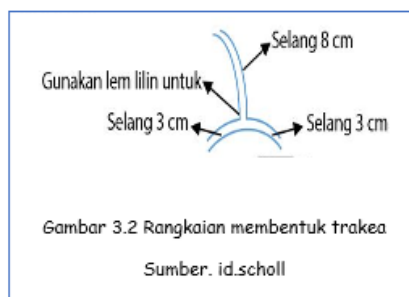 Selang 8 cm
Gunakan lem lilin untuk
Selang 3 cm
Selang 3 cm
Gambar 3.2 Rangkaian membentuk trakea
Sumber. id.scholl